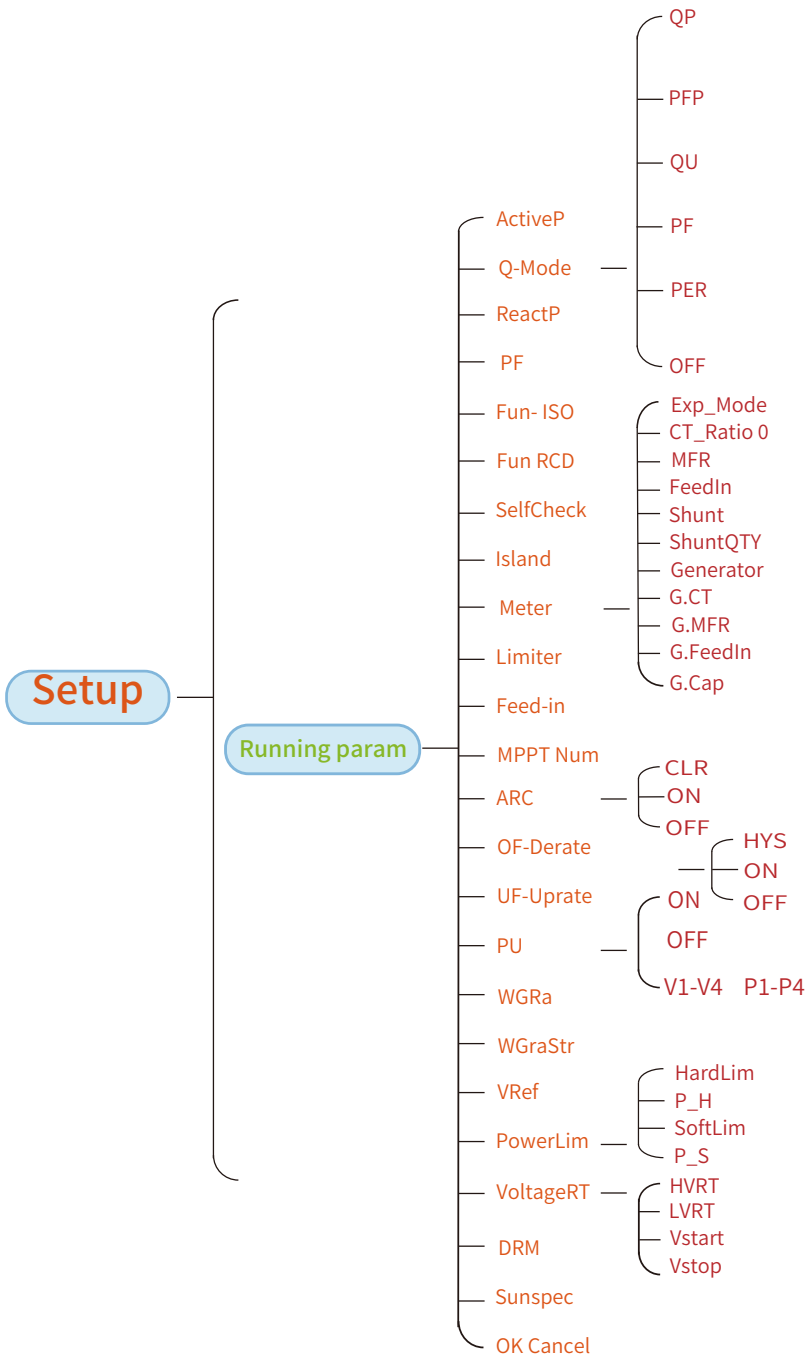 Setup
Running param
ActiveP
Q-Mode
QP
PFP
QU
PF
PER
OFF
ReactP
PF
Fun- ISO
Fun RCD
SelfCheck
Island
Meter
Exp_Mode
CT_Ratio 0
MFR
FeedIn
Shunt
ShuntQTY
Generator
G.CT
G.MFR
G.FeedIn
G.Cap
Limiter
Feed-in
MPPT Num
ARC
CLR
ON
OFF
OF-Derate
HYS
ON
OFF
UF-Uprate
PU
ON
OFF
V1-V4 P1-P4
WGRa
WGraStr
VRef
PowerLim
HardLim
P_H
SoftLim
P_S
VoltageRT
HVRT
LVRT
Vstart
Vstop
DRM
Sunspec
OK Cancel